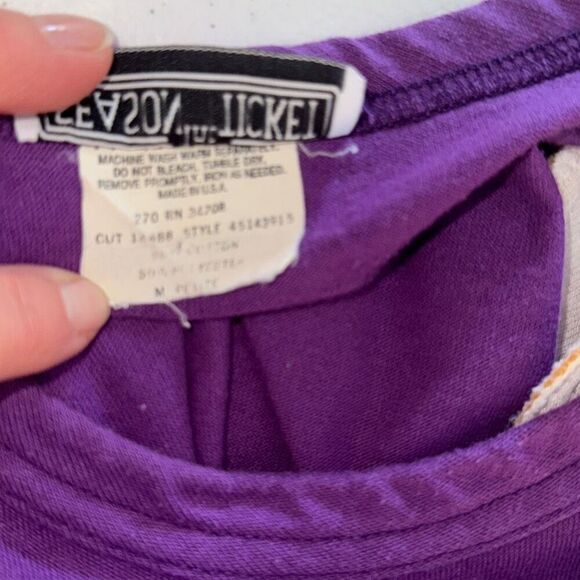 SEASON TICKET
MACHINE WASH WARM SEPARATELY.
DO NOT BLEACH, TUMBLE DRY.
REMOVE PROMPTLY, IRON AS NEEDED.
MADE IN U.S.A.
270 RN 34708
CUT STYLE 45143915
COTTON
M PETITE